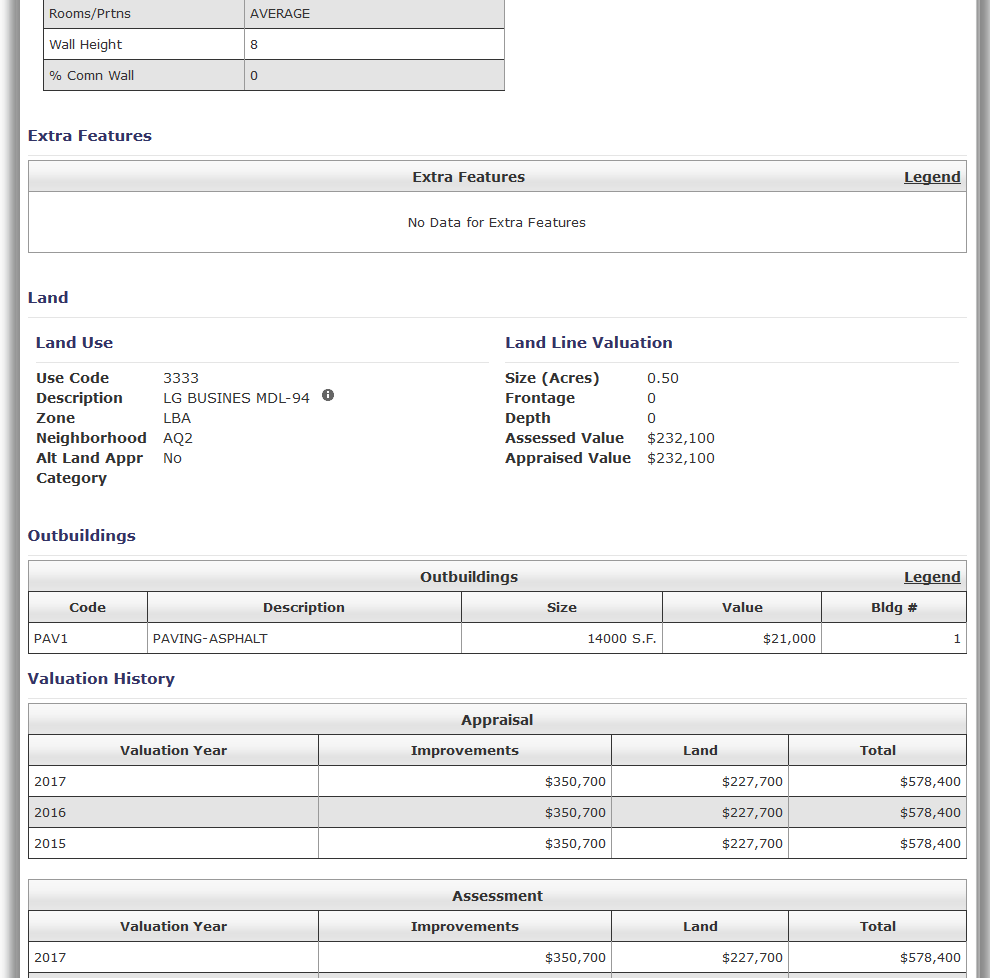 Rooms/Prtns AVERAGE
Wall Height 8
% Comn Wall 0
Extra Features
Extra Features Legend
No Data for Extra Features
Land
Land Use Land Line Valuation
Use Code 3333 Size (Acres) 0.50
Description LG BUSINES MDL-94 Frontage 0
Zone LBA Depth 0
Neighborhood AQ2 Assessed Value $232,100
Alt Land Appr No Appraised Value $232,100
Category
Outbuildings
Outbuildings Legend
Code Description Size Value Bldg #
PAV1 PAVING-ASPHALT 14000 S.F. $21,000 1
Valuation History
Appraisal
Valuation Year Improvements Land Total
2017 $350,700 $227,700 $578,400
2016 $350,700 $227,700 $578,400
2015 $350,700 $227,700 $578,400
Assessment
Valuation Year Improvements Land Total
2017 $350,700 $227,700 $578,400